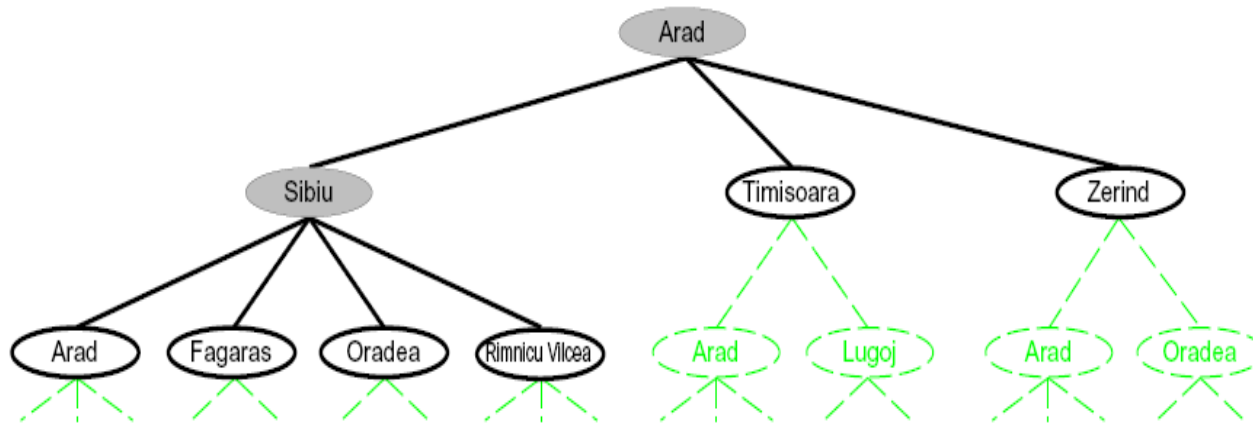 Arad
Sibiu
Timisoara
Zerind
Arad
Fagaras
Oradea
Rimnicu Vilcea
Arad
Lugoj
Arad
Oradea